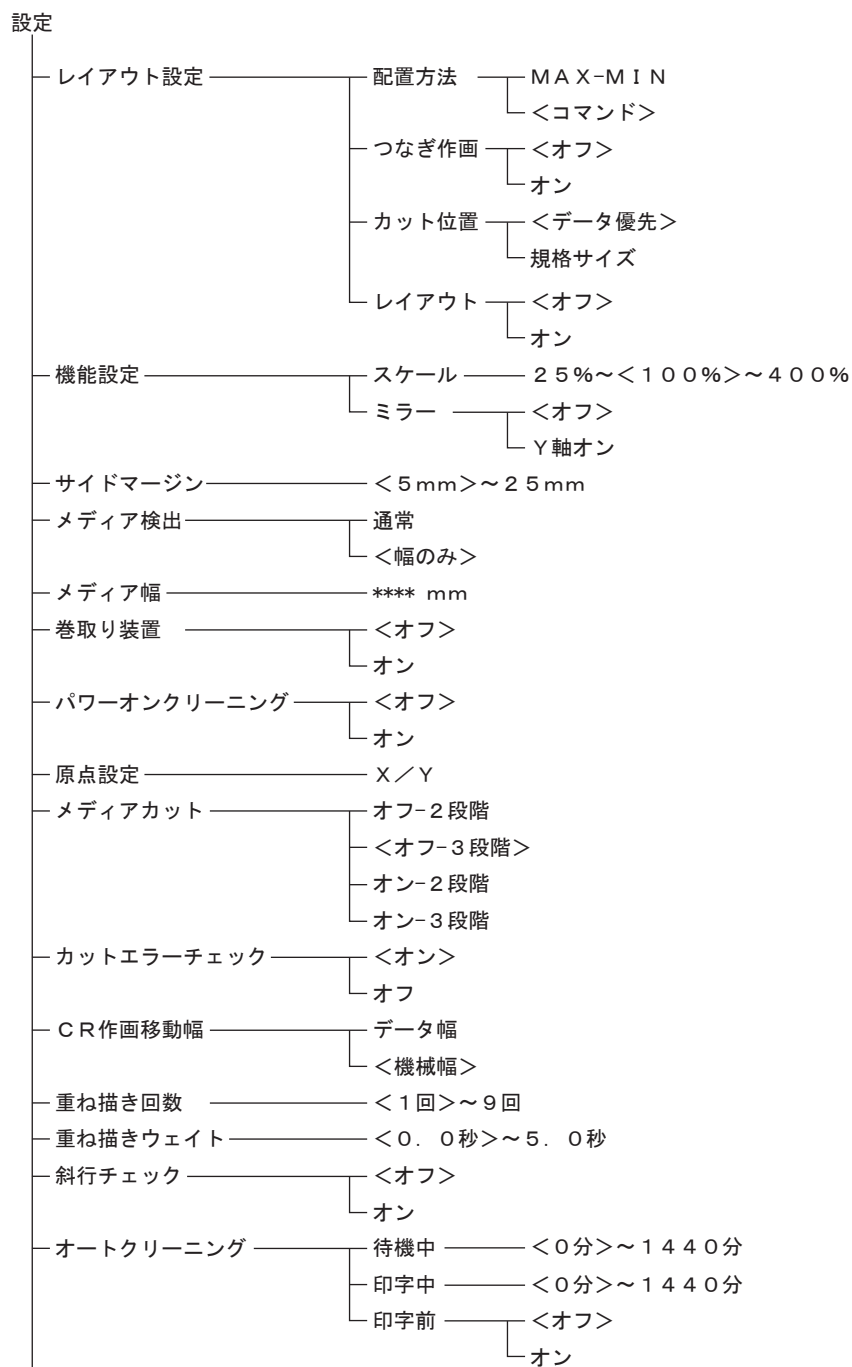 設定
レイアウト設定 配置方法 ＭＡＸ-ＭＩＮ
＜コマンド＞
つなぎ作画 ＜オフ＞
オン
カット位置 ＜データ優先＞
規格サイズ
レイアウト ＜オフ＞
オン
機能設定 スケール ２５％～＜１００％＞～４００％
ミラー ＜オフ＞
Ｙ軸オン
サイドマージン ＜５ｍｍ＞～２５ｍｍ
メディア検出 通常
＜幅のみ＞
メディア幅 **** ｍｍ
巻取り装置 ＜オフ＞
オン
パワーオンクリーニング ＜オフ＞
オン
原点設定 Ｘ／Ｙ
メディアカット オフ-２段階
＜オフ-３段階＞
オン-２段階
オン-３段階
カットエラーチェック ＜オン＞
オフ
ＣＲ作画移動幅 データ幅
＜機械幅＞
重ね描き回数 ＜１回＞～９回
重ね描きウェイト ＜０．０秒＞～５．０秒
斜行チェック ＜オフ＞
オン
オートクリーニング 待機中 ＜０分＞～１４４０分
印字中 ＜０分＞～１４４０分
印字前 ＜オフ＞
オン